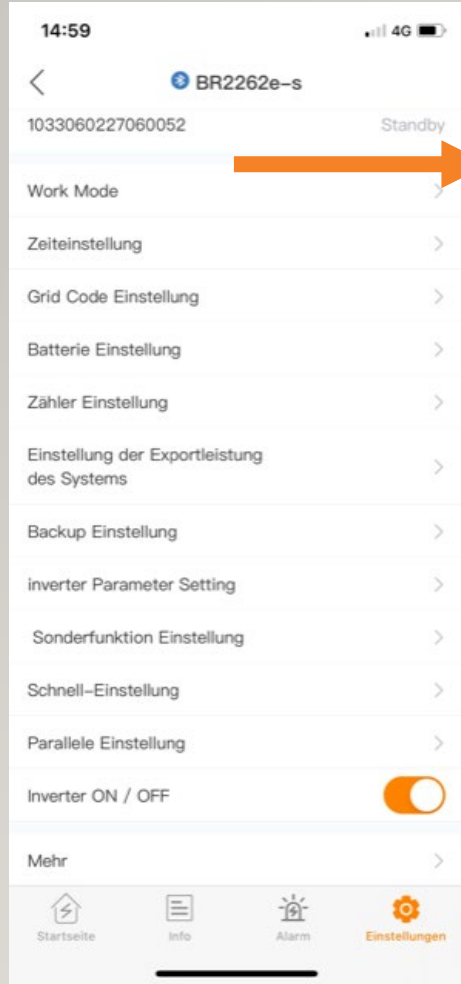 14:59
4G
BR2262e-s
1033060227060052 Standby
Work Mode
Zeiteinstellung
Grid Code Einstellung
Batterie Einstellung
Zähler Einstellung
Einstellung der Exportleistung
des Systems
Backup Einstellung
inverter Parameter Setting
Sonderfunktion Einstellung
Schnell-Einstellung
Parallele Einstellung
Inverter ON / OFF
Mehr
Startseite Info Alarm Einstellungen